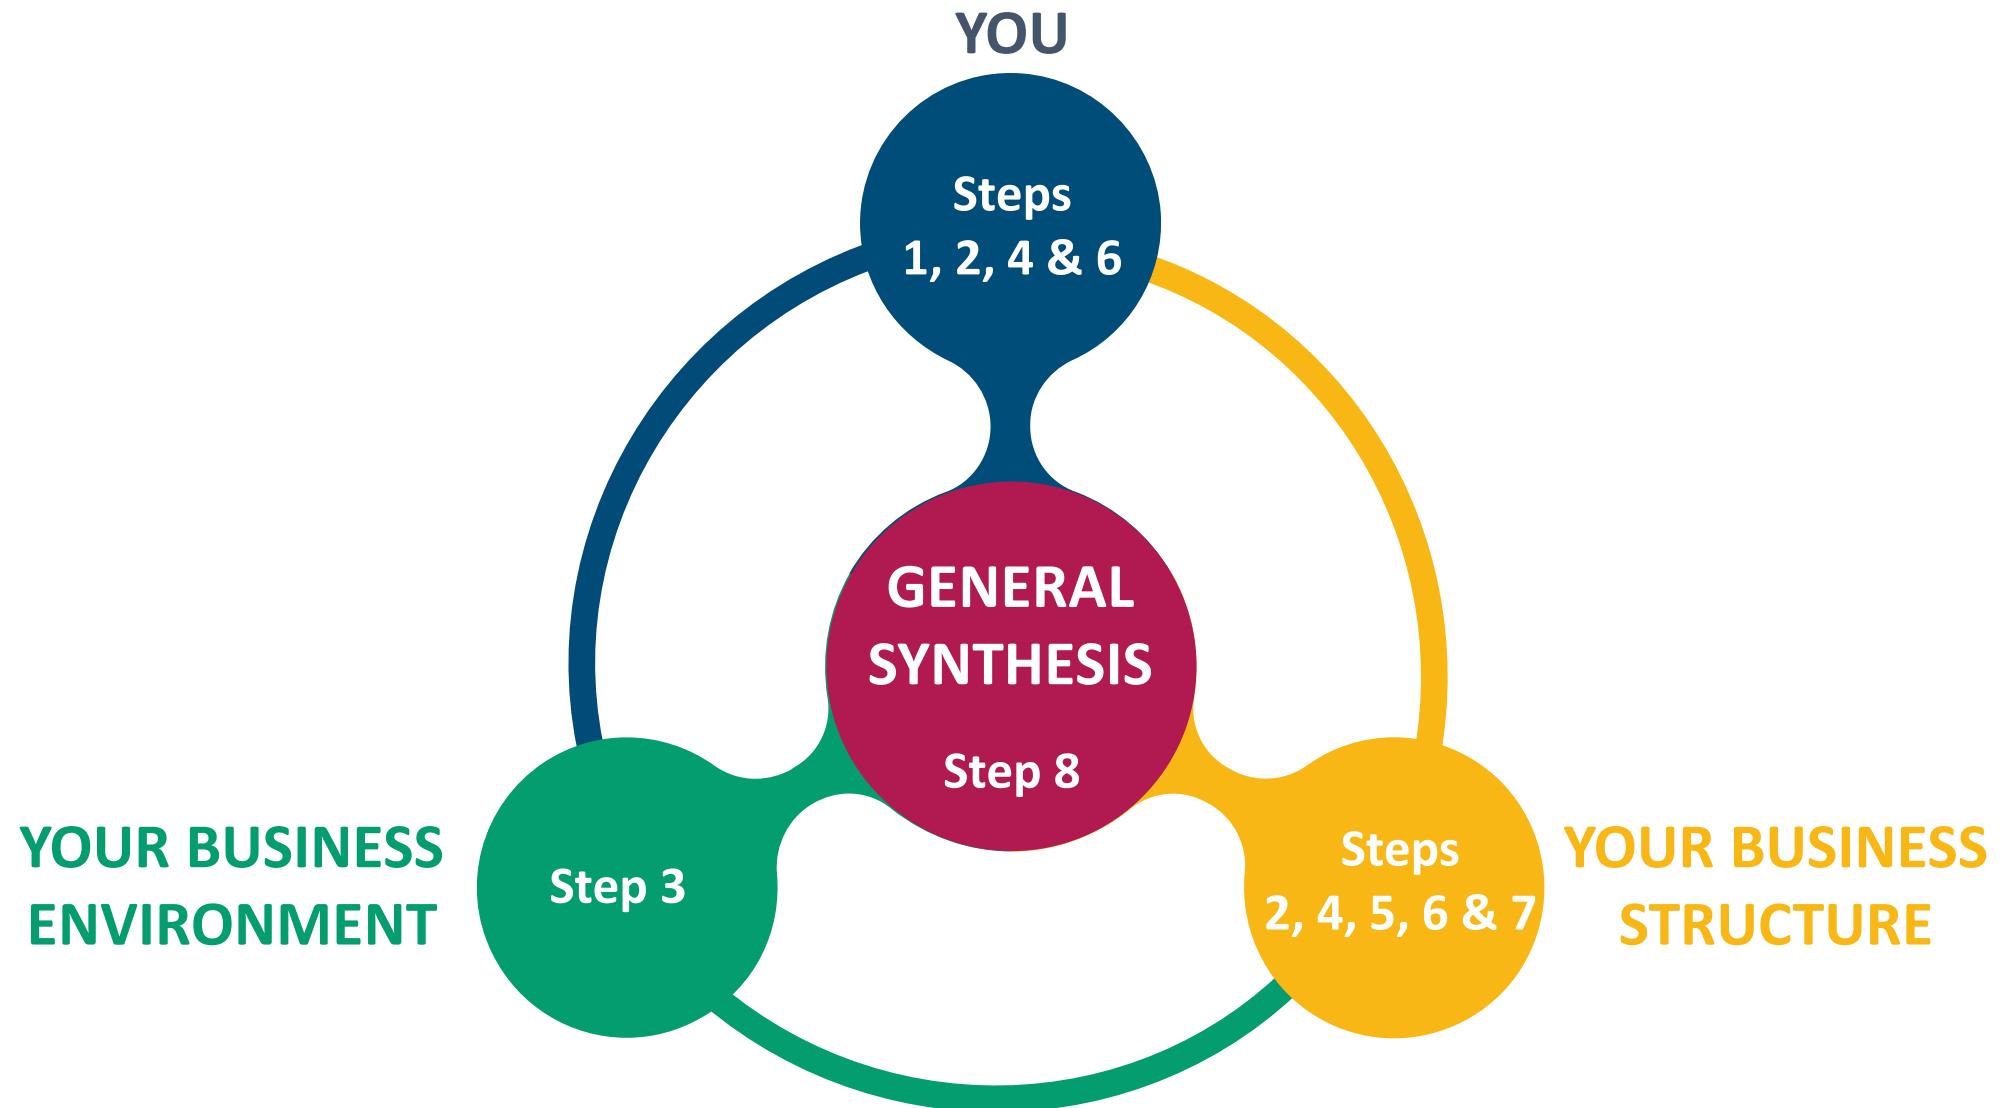 YOU
Steps
1, 2, 4 & 6
GENERAL
SYNTHESIS
Step 8
YOUR BUSINESS
ENVIRONMENT
Step 3
Steps
2, 4, 5, 6 & 7
YOUR BUSINESS
STRUCTURE